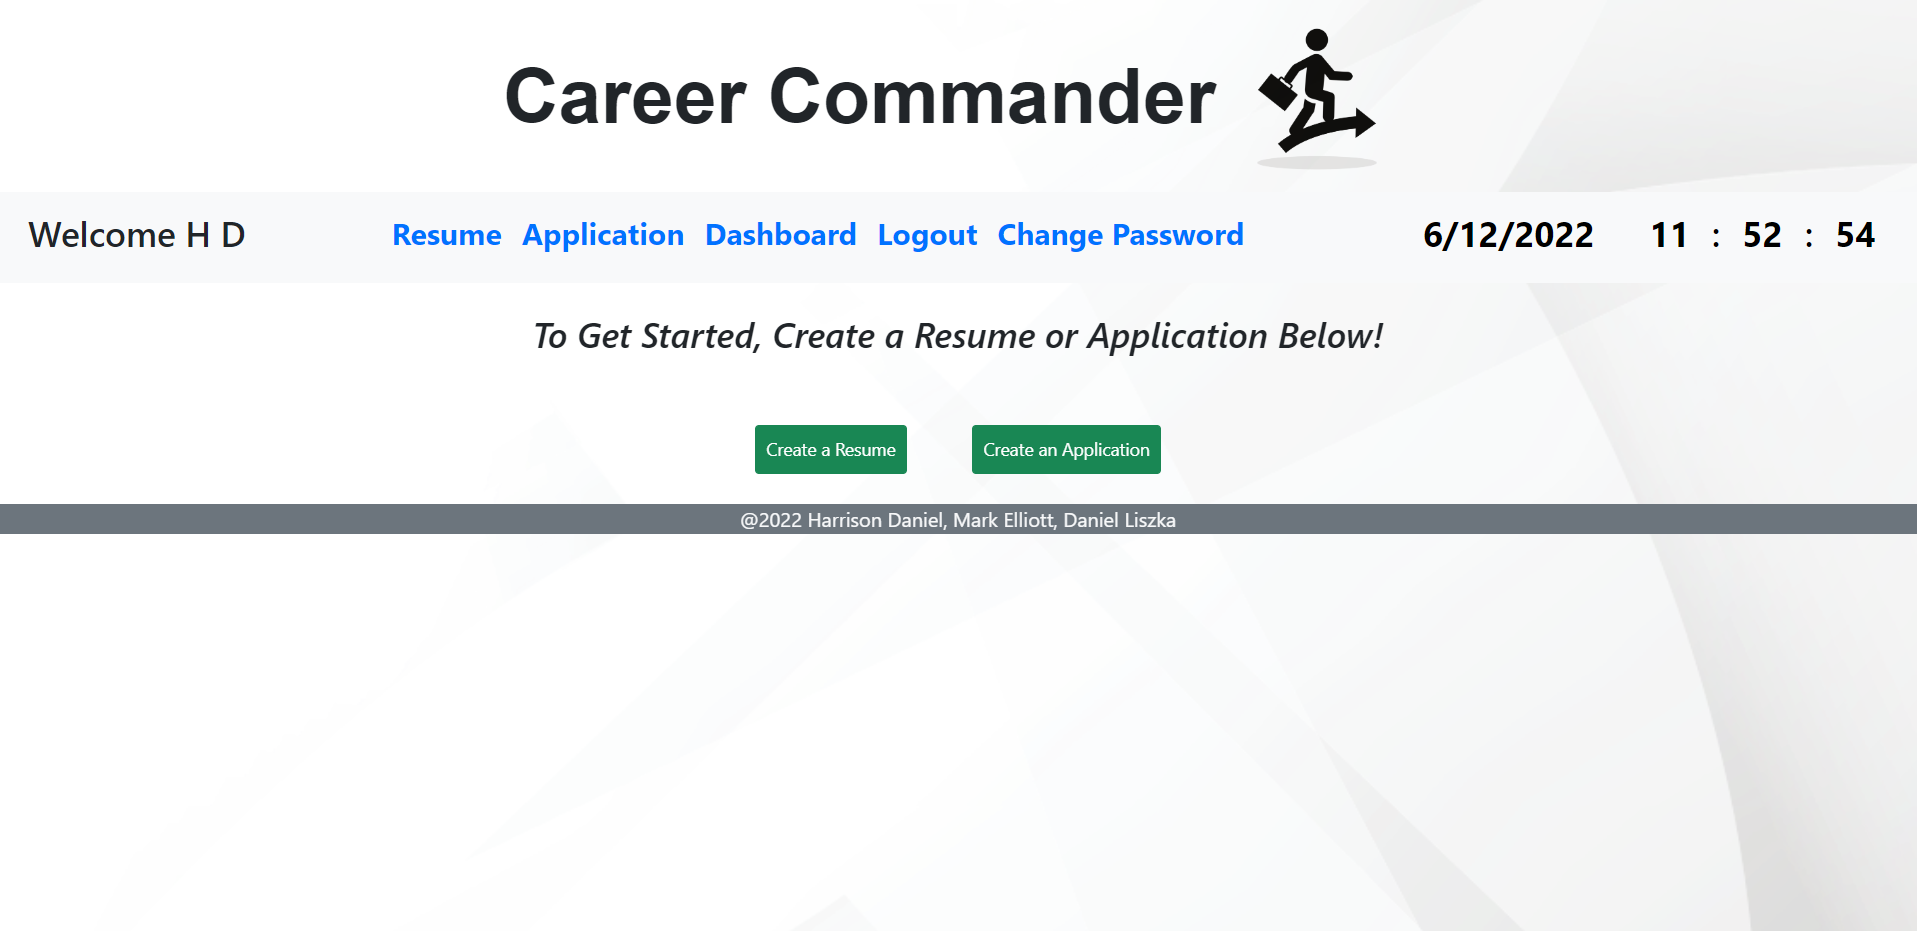 Career Commander
Welcome H D Resume Application Dashboard Logout Change Password 6/12/2022 11 : 52 : 54
To Get Started, Create a Resume or Application Below!
Create a Resume Create an Application
@2022 Harrison Daniel, Mark Elliott, Daniel Liszka